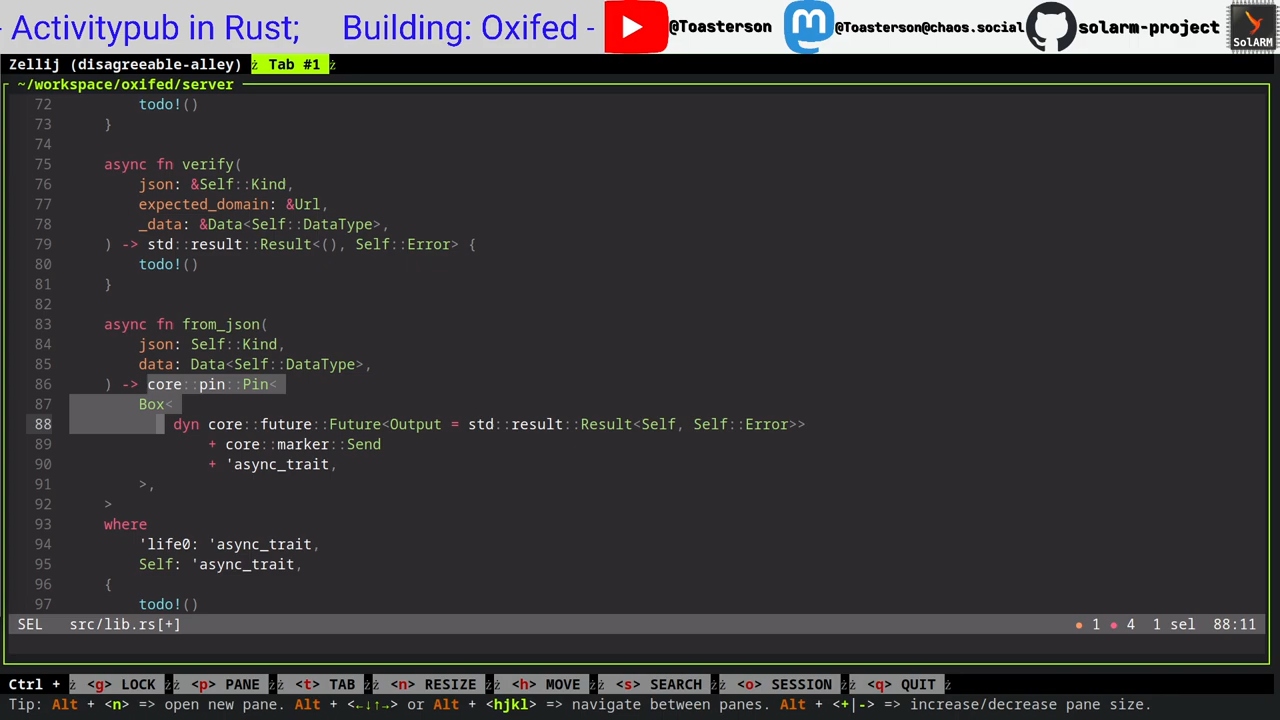 - Activitypub in Rust;     Building: Oxifed -
@Toasterson
@Toasterson@chaos.social
solarm-project
SolARM
Zellij (disagreeable-alley)  Tab #1
~/workspace/oxifed/server
72         todo!()
73     }
74
75     async fn verify(
76         json: &Self::Kind,
77         expected_domain: &Url,
78         _data: &Data<Self::DataType>,
79     ) -> std::result::Result<(), Self::Error> {
80         todo!()
81     }
82
83     async fn from_json(
84         json: Self::Kind,
85         data: Data<Self::DataType>,
86     ) -> core::pin::Pin<
87         Box<
88             dyn core::future::Future<Output = std::result::Result<Self, Self::Error>>
89                 + core::marker::Send
90                 + 'async_trait,
91         >,
92     >
93     where
94         'life0: 'async_trait,
95         Self: 'async_trait,
96     {
97         todo!()
SEL   src/lib.rs[+]   ● 1 ● 4  1 sel  88:11
Ctrl +  <g> LOCK  <p> PANE  <t> TAB  <n> RESIZE  <h> MOVE  <s> SEARCH  <o> SESSION  <q> QUIT
Tip: Alt + <n> => open new pane. Alt + <←↓↑→> or Alt + <hjkl> => navigate between panes. Alt + <+|-> => increase/decrease pane size.